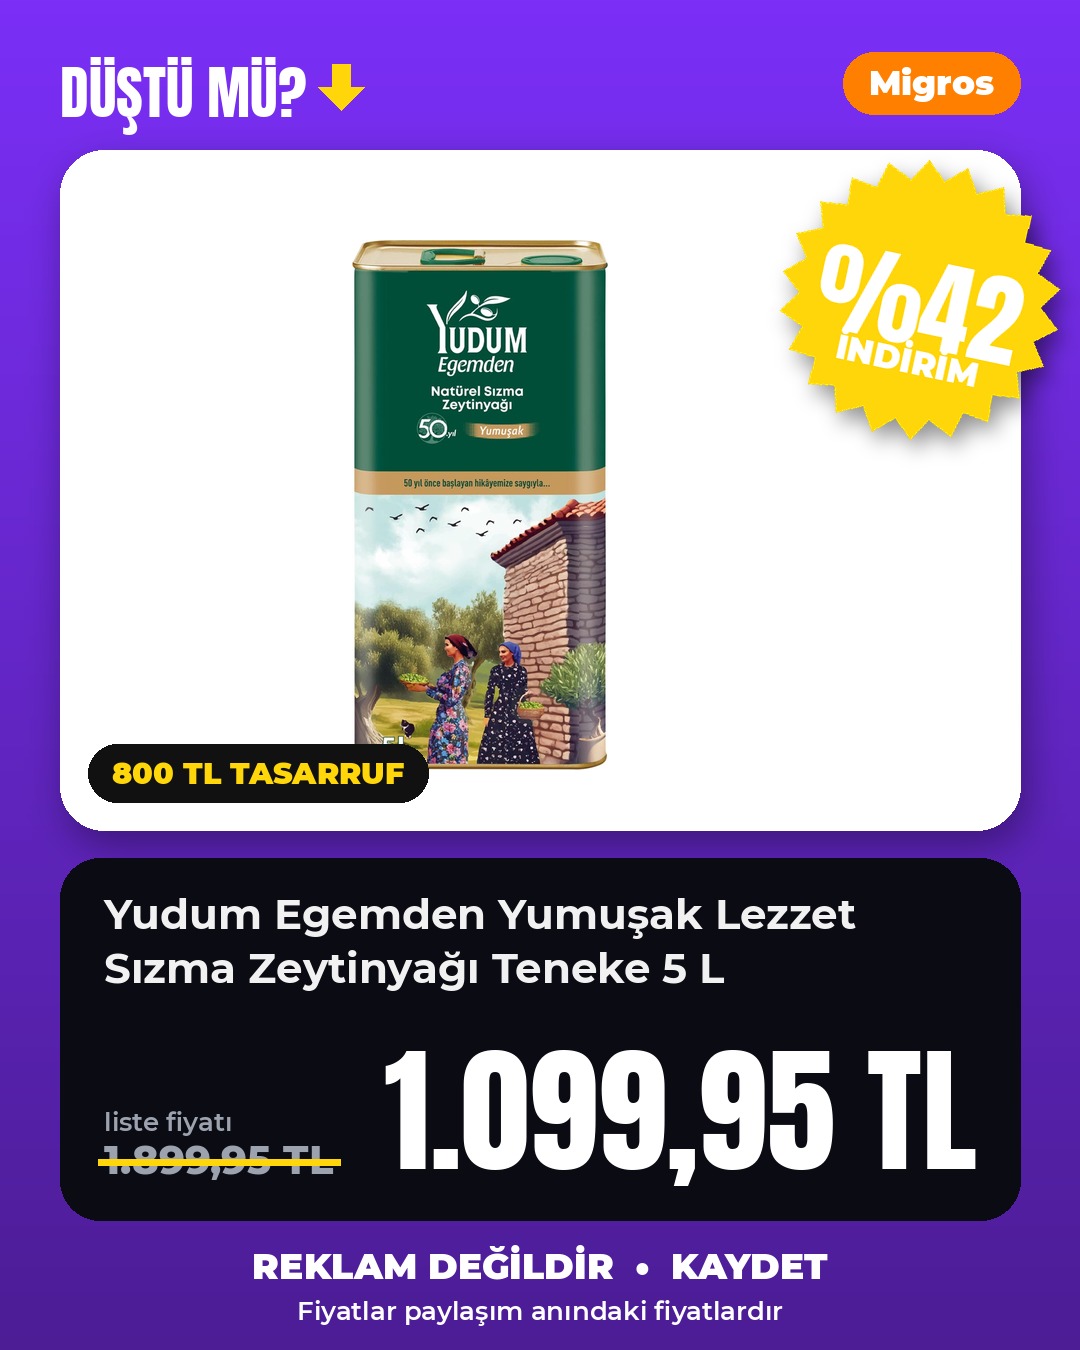 DÜŞTÜ MÜ?
Migros
%42
İNDİRİM
YUDUM
Egemden
Natürel Sızma
Zeytinyağı
50.yıl
Yumuşak
50 yıl önce başlayan hikâyemize saygıyla...
800 TL TASARRUF
Yudum Egemden Yumuşak Lezzet
Sızma Zeytinyağı Teneke 5 L
liste fiyatı
1.899,95 TL
1.099,95 TL
REKLAM DEĞİLDİR • KAYDET
Fiyatlar paylaşım anındaki fiyatlardır